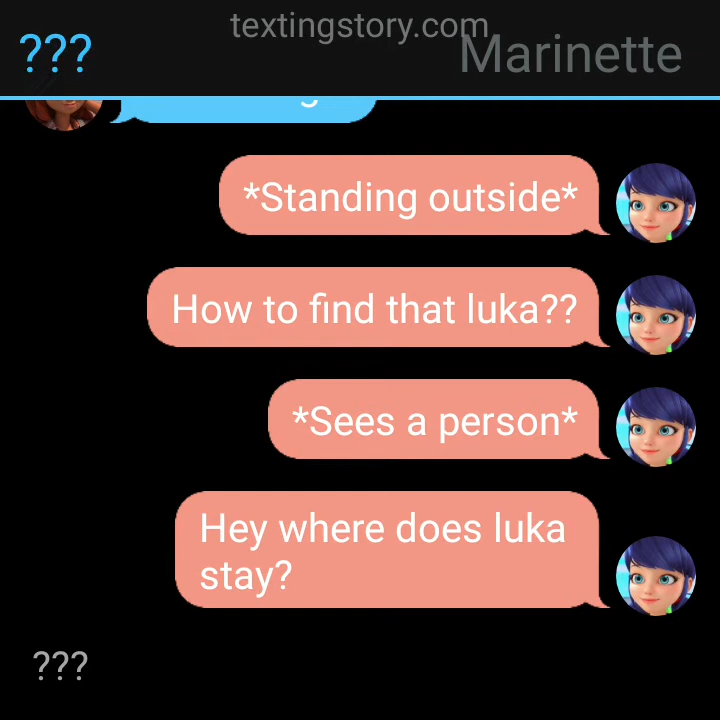 textingstory.com
???
Marinette
*Standing outside*
How to find that luka??
*Sees a person*
Hey where does luka
stay?
???